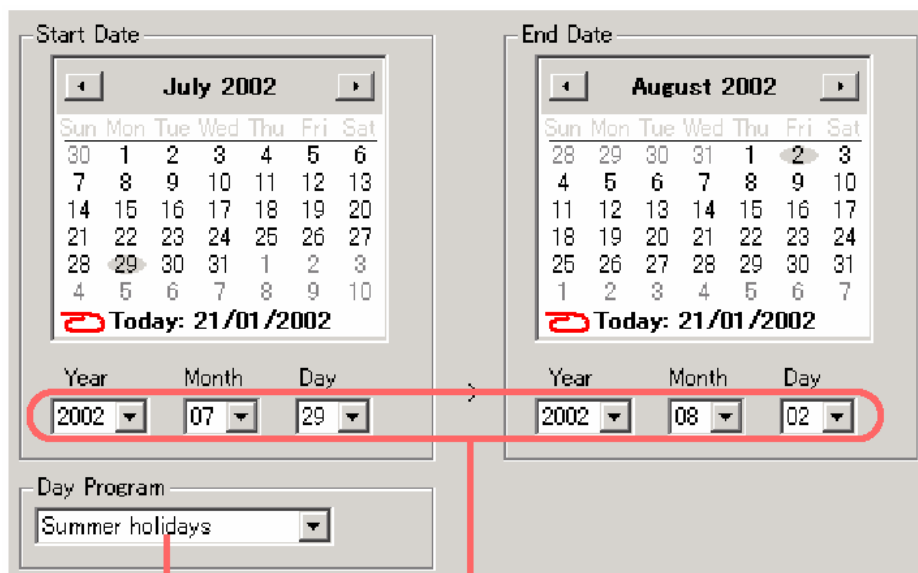 Start Date
July 2002
Sun Mon Tue Wed Thu Fri Sat
30 1 2 3 4 5 6
7 8 9 10 11 12 13
14 15 16 17 18 19 20
21 22 23 24 25 26 27
28 29 30 31 1 2 3
4 5 6 7 8 9 10
Today: 21/01/2002
Year Month Day
2002 07 29
>
End Date
August 2002
Sun Mon Tue Wed Thu Fri Sat
28 29 30 31 1 2 3
4 5 6 7 8 9 10
11 12 13 14 15 16 17
18 19 20 21 22 23 24
25 26 27 28 29 30 31
1 2 3 4 5 6 7
Today: 21/01/2002
Year Month Day
2002 08 02
Day Program
Summer holidays